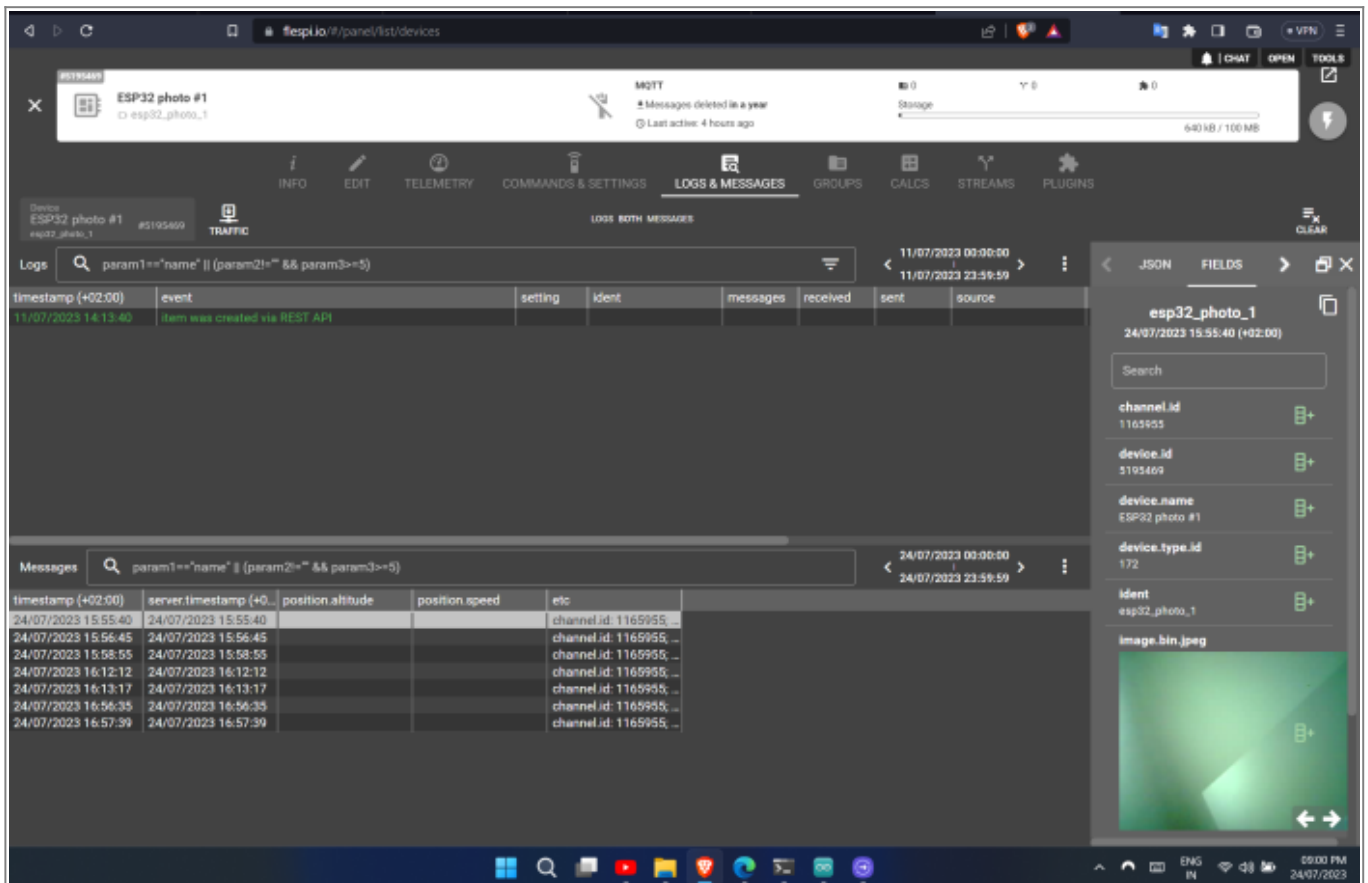 flespi.io/#/panel/list/devices
VPN
CHAT OPEN TOOLS
#5195469
ESP32 photo #1
esp32_photo_1
MQTT
Messages deleted in a year
Last active: 4 hours ago
0
0
0
Storage
640 kB / 100 MB
INFO EDIT TELEMETRY COMMANDS & SETTINGS LOGS & MESSAGES GROUPS CALCS STREAMS PLUGINS
Device
ESP32 photo #1 #5195469
esp32_photo_1
TRAFFIC
LOGS BOTH MESSAGES
CLEAR
Logs param1=="name" || (param2!="" && param3>=5)
11/07/2023 00:00:00
11/07/2023 23:59:59
timestamp (+02:00) event setting ident messages received sent source
11/07/2023 14:13:40 item was created via REST API
Messages param1=="name" || (param2!="" && param3>=5)
24/07/2023 00:00:00
24/07/2023 23:59:59
timestamp (+02:00) server.timestamp (+0... position.altitude position.speed etc
24/07/2023 15:55:40 24/07/2023 15:55:40 channel.id: 1165955; ...
24/07/2023 15:56:45 24/07/2023 15:56:45 channel.id: 1165955; ...
24/07/2023 15:58:55 24/07/2023 15:58:55 channel.id: 1165955; ...
24/07/2023 16:12:12 24/07/2023 16:12:12 channel.id: 1165955; ...
24/07/2023 16:13:17 24/07/2023 16:13:17 channel.id: 1165955; ...
24/07/2023 16:56:35 24/07/2023 16:56:35 channel.id: 1165955; ...
24/07/2023 16:57:39 24/07/2023 16:57:39 channel.id: 1165955; ...
JSON FIELDS
esp32_photo_1
24/07/2023 15:55:40 (+02:00)
Search
channel.id
1165955
device.id
5195469
device.name
ESP32 photo #1
device.type.id
172
ident
esp32_photo_1
image.bin.jpeg
ENG
IN
09:00 PM
24/07/2023